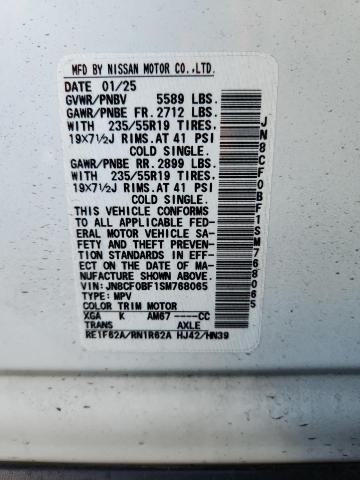 MFD BY NISSAN MOTOR CO.,LTD.
DATE 01/25
GVWR/PNBV 5589 LBS.
GAWR/PNBE FR. 2712 LBS.
WITH 235/55R19 TIRES.
19X7½J RIMS.AT 41 PSI
COLD SINGLE.
GAWR/PNBE RR. 2899 LBS.
WITH 235/55R19 TIRES.
19X7½J RIMS.AT 41 PSI
COLD SINGLE.
THIS VEHICLE CONFORMS
TO ALL APPLICABLE FED-
ERAL MOTOR VEHICLE SA-
FETY AND THEFT PREVEN-
TION STANDARDS IN EFF-
ECT ON THE DATE OF MA-
NUFACTURE SHOWN ABOVE.
VIN:JN8CF0BF1SM768065
TYPE: MPV
COLOR TRIM MOTOR
XGA K AM67 ----CC
TRANS AXLE
RE1F62A/RN1R62A HJ42/HN39
JN8CF0BF1SM768065